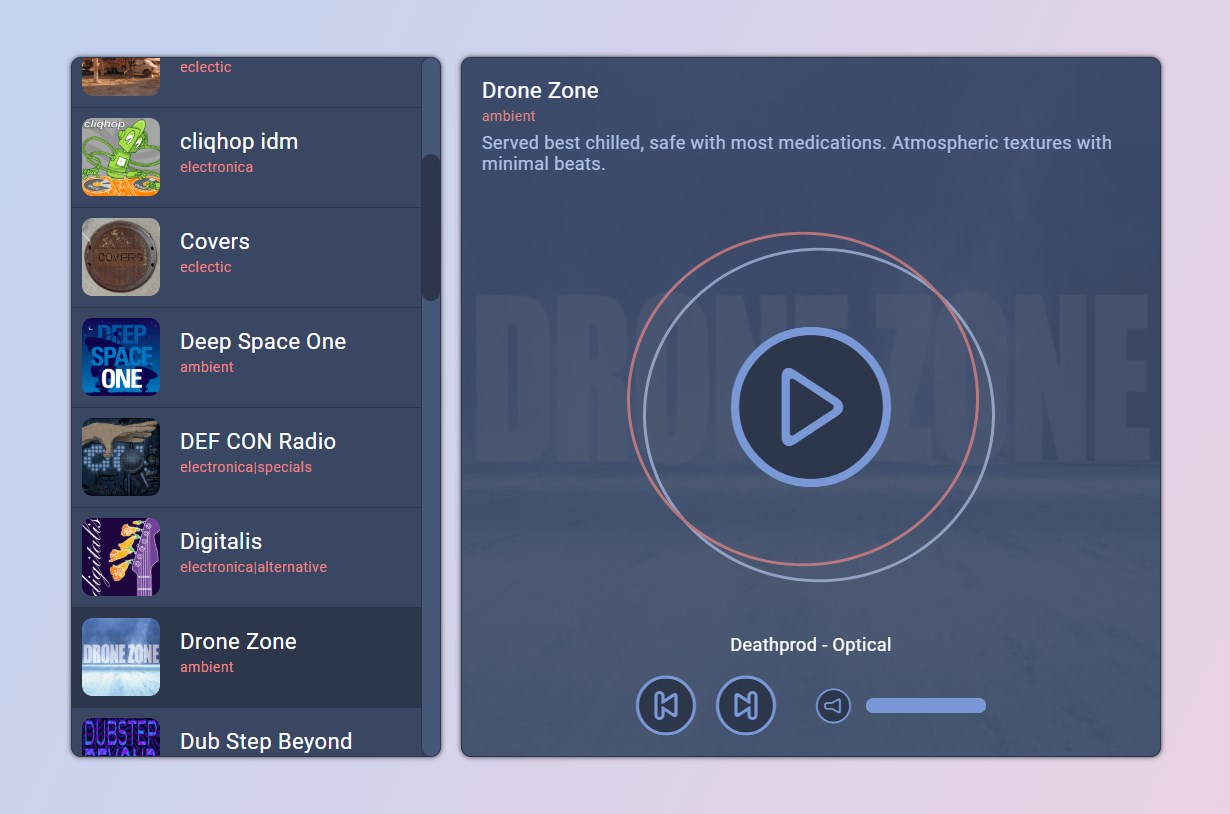 eclectic
cliqhop
cliqhop idm
electronica
COVERS
Covers
eclectic
DEEP
SPACE
ONE
Deep Space One
ambient
DEF CON Radio
electronica|specials
digitalis
Digitalis
electronica|alternative
DRONE ZONE
Drone Zone
ambient
DUBSTEP
BEYOND
Dub Step Beyond
Drone Zone
ambient
Served best chilled, safe with most medications. Atmospheric textures with
minimal beats.
DRONE ZONE
Deathprod - Optical